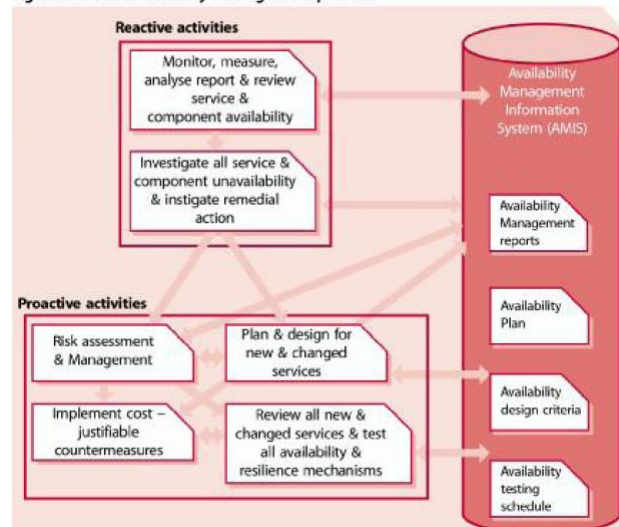 Reactive activities
Monitor, measure,
analyse report & review
service &
component availability
Investigate all service &
component unavailability
& instigate remedial
action
Proactive activities
Risk assessment
& Management
Plan & design for
new & changed
services
Implement cost –
justifiable
countermeasures
Review all new &
changed services & test
all availability &
resilience mechanisms
Availability
Management
Information
System (AMIS)
Availability
Management
reports
Availability
Plan
Availability
design criteria
Availability
testing
schedule